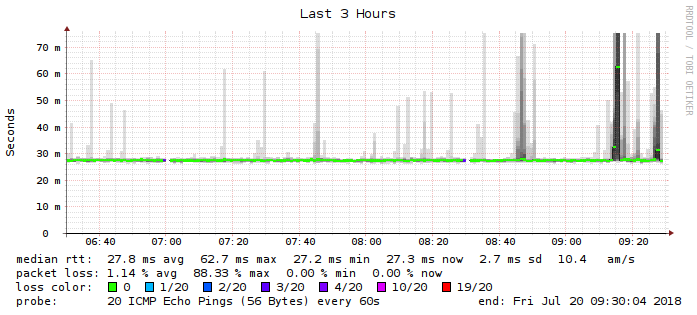 Last 3 Hours
RRDTOOL / TOBI OETIKER
Seconds
70 m
60 m
50 m
40 m
30 m
20 m
10 m
0
06:40 07:00 07:20 07:40 08:00 08:20 08:40 09:00 09:20
median rtt: 27.8 ms avg 62.7 ms max 27.2 ms min 27.3 ms now 2.7 ms sd 10.4 am/s
packet loss: 1.14 % avg 88.33 % max 0.00 % min 0.00 % now
loss color: 0 1/20 2/20 3/20 4/20 10/20 19/20
probe: 20 ICMP Echo Pings (56 Bytes) every 60s end: Fri Jul 20 09:30:04 2018